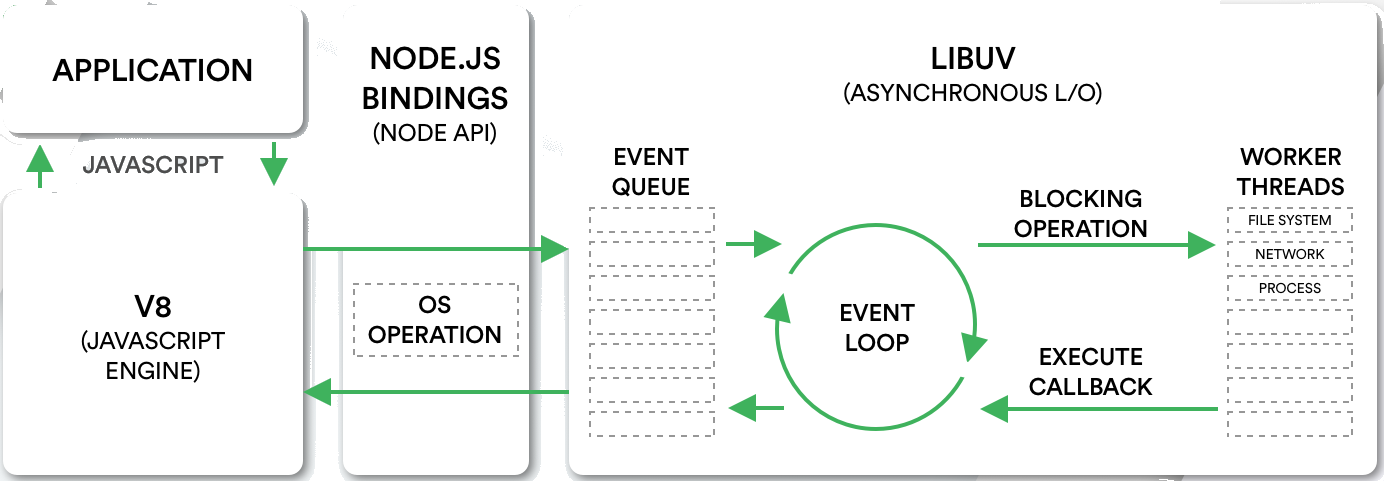 APPLICATION
JAVASCRIPT
V8
(JAVASCRIPT
ENGINE)
NODE.JS
BINDINGS
(NODE API)
OS
OPERATION
LIBUV
(ASYNCHRONOUS L/O)
EVENT
QUEUE
EVENT
LOOP
BLOCKING
OPERATION
EXECUTE
CALLBACK
WORKER
THREADS
FILE SYSTEM
NETWORK
PROCESS